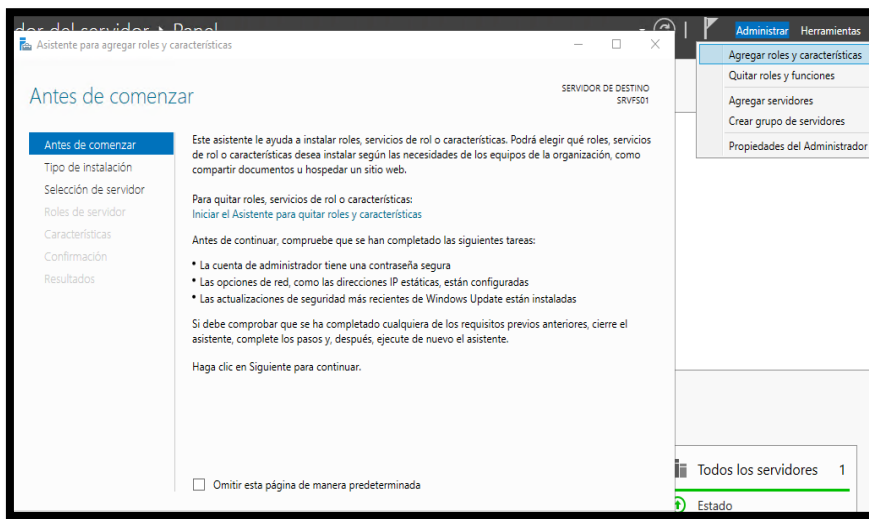 dor del servidor ▸ Panel
Administrar Herramientas
Asistente para agregar roles y características
Agregar roles y características
Quitar roles y funciones
Agregar servidores
Crear grupo de servidores
Propiedades del Administrador
Antes de comenzar
SERVIDOR DE DESTINO
SRVFS01
Antes de comenzar
Tipo de instalación
Selección de servidor
Roles de servidor
Características
Confirmación
Resultados
Este asistente le ayuda a instalar roles, servicios de rol o características. Podrá elegir qué roles, servicios
de rol o características desea instalar según las necesidades de los equipos de la organización, como
compartir documentos u hospedar un sitio web.
Para quitar roles, servicios de rol o características:
Iniciar el Asistente para quitar roles y características
Antes de continuar, compruebe que se han completado las siguientes tareas:
• La cuenta de administrador tiene una contraseña segura
• Las opciones de red, como las direcciones IP estáticas, están configuradas
• Las actualizaciones de seguridad más recientes de Windows Update están instaladas
Si debe comprobar que se ha completado cualquiera de los requisitos previos anteriores, cierre el
asistente, complete los pasos y, después, ejecute de nuevo el asistente.
Haga clic en Siguiente para continuar.
Omitir esta página de manera predeterminada
Todos los servidores 1
Estado